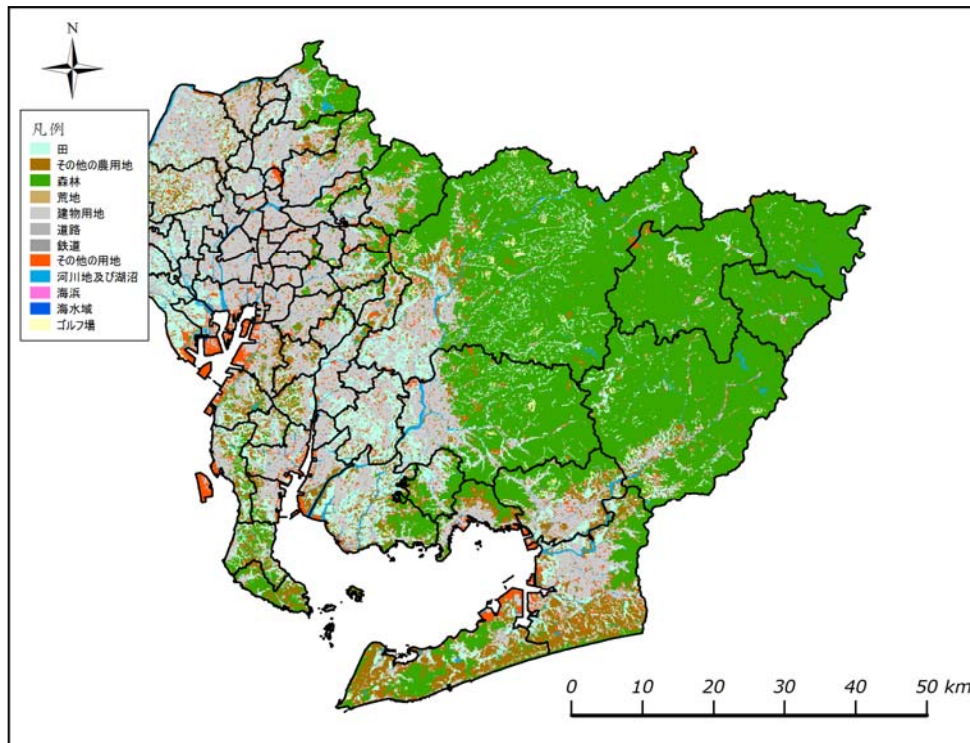 N
凡例
田
その他の農用地
森林
荒地
建物用地
道路
鉄道
その他の用地
河川地及び湖沼
海浜
海水域
ゴルフ場
0 10 20 30 40 50 km